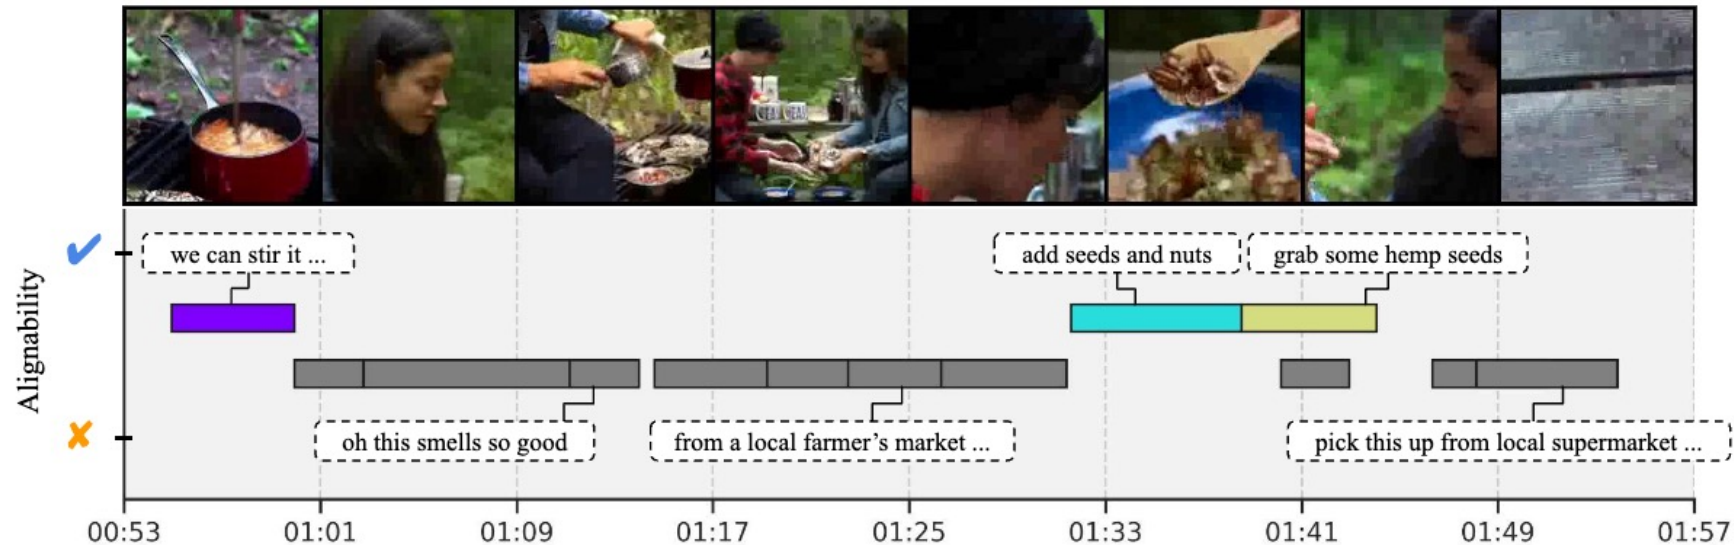 we can stir it ...
add seeds and nuts
grab some hemp seeds
Alignability
oh this smells so good
from a local farmer’s market ...
pick this up from local supermarket ...
00:53
01:01
01:09
01:17
01:25
01:33
01:41
01:49
01:57